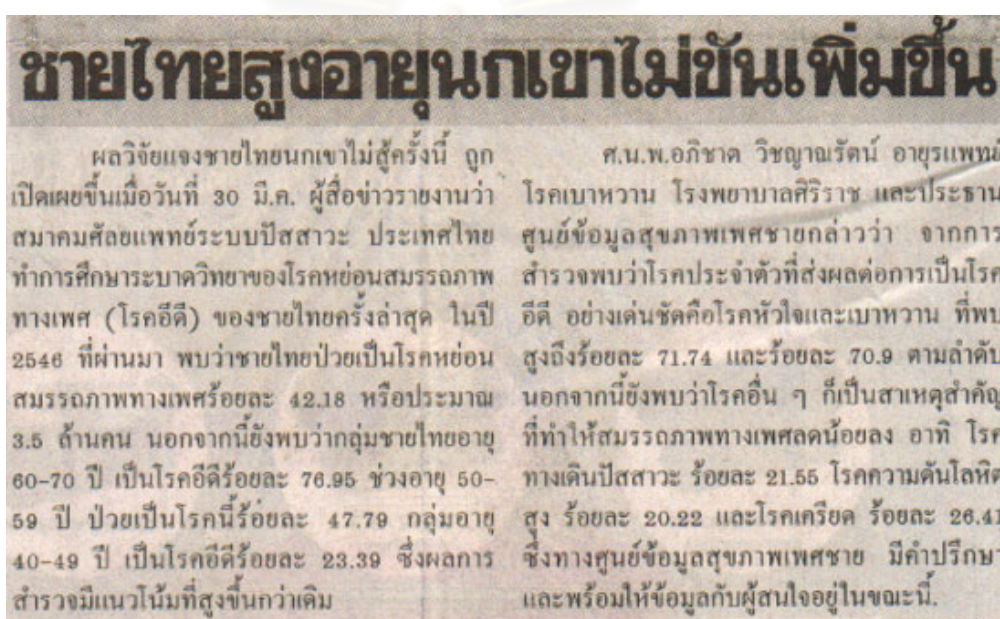 ชายไทยสูงอายุนกเขาไม่ขันเพิ่มขึ้น
ผลวิจัยแจงชายไทยนกเขาไม่สู้ครั้งนี้ ถูก
เปิดเผยขึ้นเมื่อวันที่ 30 มี.ค. ผู้สื่อข่าวรายงานว่า
สมาคมศัลยแพทย์ระบบปัสสาวะ ประเทศไทย
ทำการศึกษาระบาดวิทยาของโรคหย่อนสมรรถภาพ
ทางเพศ (โรคอีดี) ของชายไทยครั้งล่าสุด ในปี
2546 ที่ผ่านมา พบว่าชายไทยป่วยเป็นโรคหย่อน
สมรรถภาพทางเพศร้อยละ 42.18 หรือประมาณ
3.5 ล้านคน นอกจากนี้ยังพบว่ากลุ่มชายไทยอายุ
60-70 ปี เป็นโรคอีดีร้อยละ 76.95 ช่วงอายุ 50-
59 ปี ป่วยเป็นโรคนี้ร้อยละ 47.79 กลุ่มอายุ
40-49 ปี เป็นโรคอีดีร้อยละ 23.39 ซึ่งผลการ
สำรวจมีแนวโน้มที่สูงขึ้นกว่าเดิม
ศ.น.พ.อภิชาต วิชญาณรัตน์ อายุรแพทย์
โรคเบาหวาน โรงพยาบาลศิริราช และประธาน
ศูนย์ข้อมูลสุขภาพเพศชายกล่าวว่า จากการ
สำรวจพบว่าโรคประจำตัวที่ส่งผลต่อการเป็นโรค
อีดี อย่างเด่นชัดคือโรคหัวใจและเบาหวาน ที่พบ
สูงถึงร้อยละ 71.74 และร้อยละ 70.9 ตามลำดับ
นอกจากนี้ยังพบว่าโรคอื่น ๆ ก็เป็นสาเหตุสำคัญ
ที่ทำให้สมรรถภาพทางเพศลดน้อยลง อาทิ โรค
ทางเดินปัสสาวะ ร้อยละ 21.55 โรคความดันโลหิต
สูง ร้อยละ 20.22 และโรคเครียด ร้อยละ 26.41
ซึ่งทางศูนย์ข้อมูลสุขภาพเพศชาย มีคำปรึกษา
และพร้อมให้ข้อมูลกับผู้สนใจอยู่ในขณะนี้.